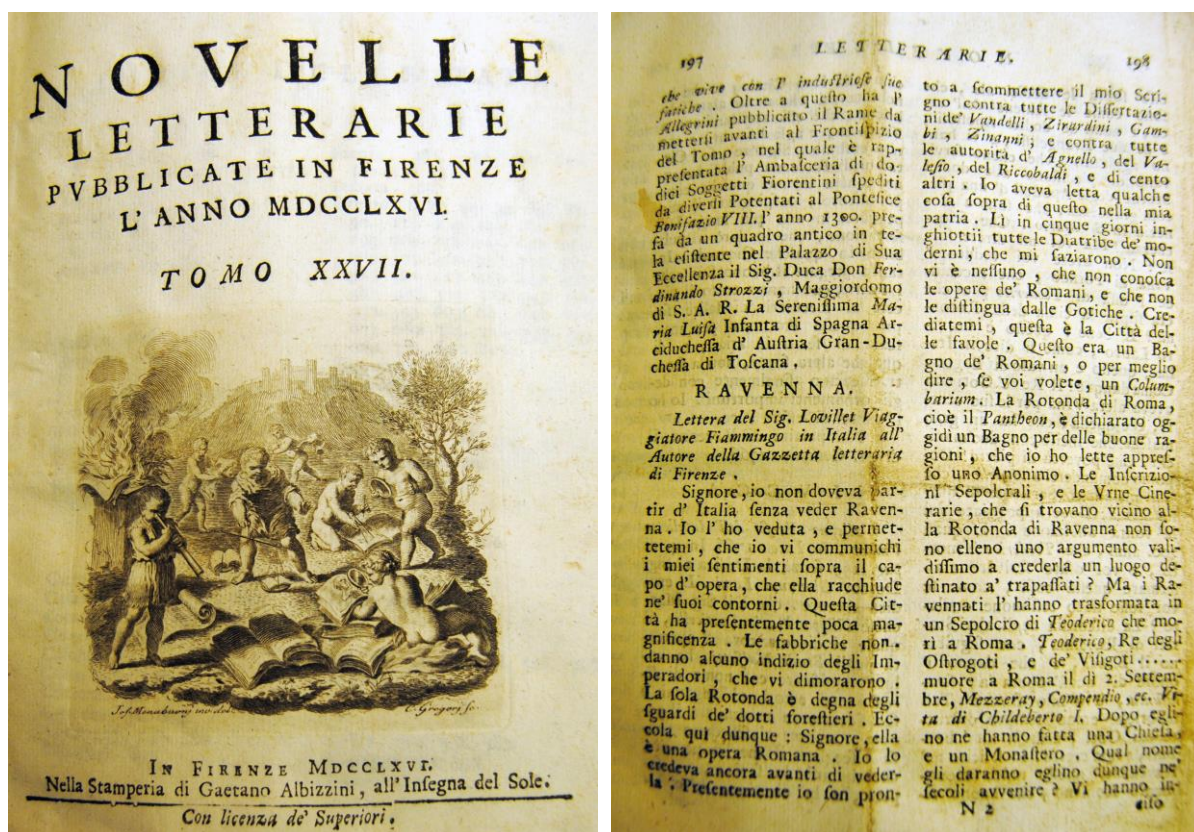 NOVELLE
LETTERARIE
PVBBLICATE IN FIRENZE
L' ANNO MDCCLXVI.
TOMO XXVII.
Jos. Menabuoni inv. del.
C. Gregorj sc.
IN FIRENZE MDCCLXVI.
Nella Stamperia di Gaetano Albizzini, all' Insegna del Sole.
Con licenza de' Superiori.
197
LETTERARIE.
198
che vive con l' industriose sue
fatiche. Oltre a questo ha l'
Allegrini pubblicato il Rame da
mettersi avanti al Frontispizio
del Tomo, nel quale è rap-
presentata l' Ambasceria di do-
dici Soggetti Fiorentini spediti
da diversi Potentati al Pontefice
Bonifazio VIII. l' anno 1300. pre-
sa da un quadro antico in te-
la esistente nel Palazzo di Sua
Eccellenza il Sig. Duca Don Fer-
dinando Strozzi, Maggiordomo
di S. A. R. La Serenissima Ma-
ria Luisa Infanta di Spagna Ar-
ciduchessa d' Austria Gran-Du-
chessa di Toscana.
RAVENNA.
Lettera del Sig. Lovillet Viag-
giatore Fiammingo in Italia all'
Autore della Gazzetta letteraria
di Firenze.
Signore, io non doveva par-
tir d' Italia senza veder Raven-
na. Io l' ho veduta, e permet-
tetemi, che io vi communichi
i miei sentimenti sopra il ca-
po d' opera, che ella racchiude
ne' suoi contorni. Questa Cit-
tà ha presentemente poca ma-
gnificenza. Le fabbriche non.
danno alcuno indizio degli Im-
peradori, che vi dimorarono.
La sola Rotonda è degna degli
sguardi de' dotti forestieri. Ec-
cola quì dunque: Signore, ella
è una opera Romana. Io lo
credeva ancora avanti di veder-
la. Presentemente io son pron-
to a scommettere il mio Scri-
gno contra tutte le Dissertazio-
ni de' Vandelli, Zirardini, Gam-
bi, Zinanni; e contra tutte
le autorità d' Agnello, del Va-
lesio, del Riccobaldi, e di cento
altri. Io aveva letta qualche
cosa sopra di questo nella mia
patria. Lì in cinque giorni in-
ghiottii tutte le Diatribe de' mo-
derni, che mi saziarono. Non
vi è nessuno, che non conosca
le opere de' Romani, e che non
le distingua dalle Gotiche. Cre-
diatemi, questa è la Città del-
le favole. Questo era un Ba-
gno de' Romani, o per meglio
dire, se voi volete, un Colum-
barium. La Rotonda di Roma,
cioè il Pantheon, è dichiarato og-
gidì un Bagno per delle buone ra-
gioni, che io ho lette appres-
so uno Anonimo. Le Inscrizio-
ni Sepolcrali, e le Vrne Cine-
rarie, che si trovano vicino al-
la Rotonda di Ravenna non so-
no elleno uno argumento vali-
dissimo a crederla un luogo de-
stinato a' trapassati? Ma i Ra-
vennati l' hanno trasformata in
un Sepolcro di Teoderico che mo-
rì a Roma. Teoderico, Re degli
Ostrogoti, e de' Visigoti......
muore a Roma il dì 2. Settem-
bre, Mezzeray, Compendio, ec. Vi-
ta di Childeberto I. Dopo egli-
no ne hanno fatta una Chiesa,
e un Monastero. Qual nome
gli daranno eglino dunque ne'
secoli avvenire? Vi hanno in-
N 2
ciso